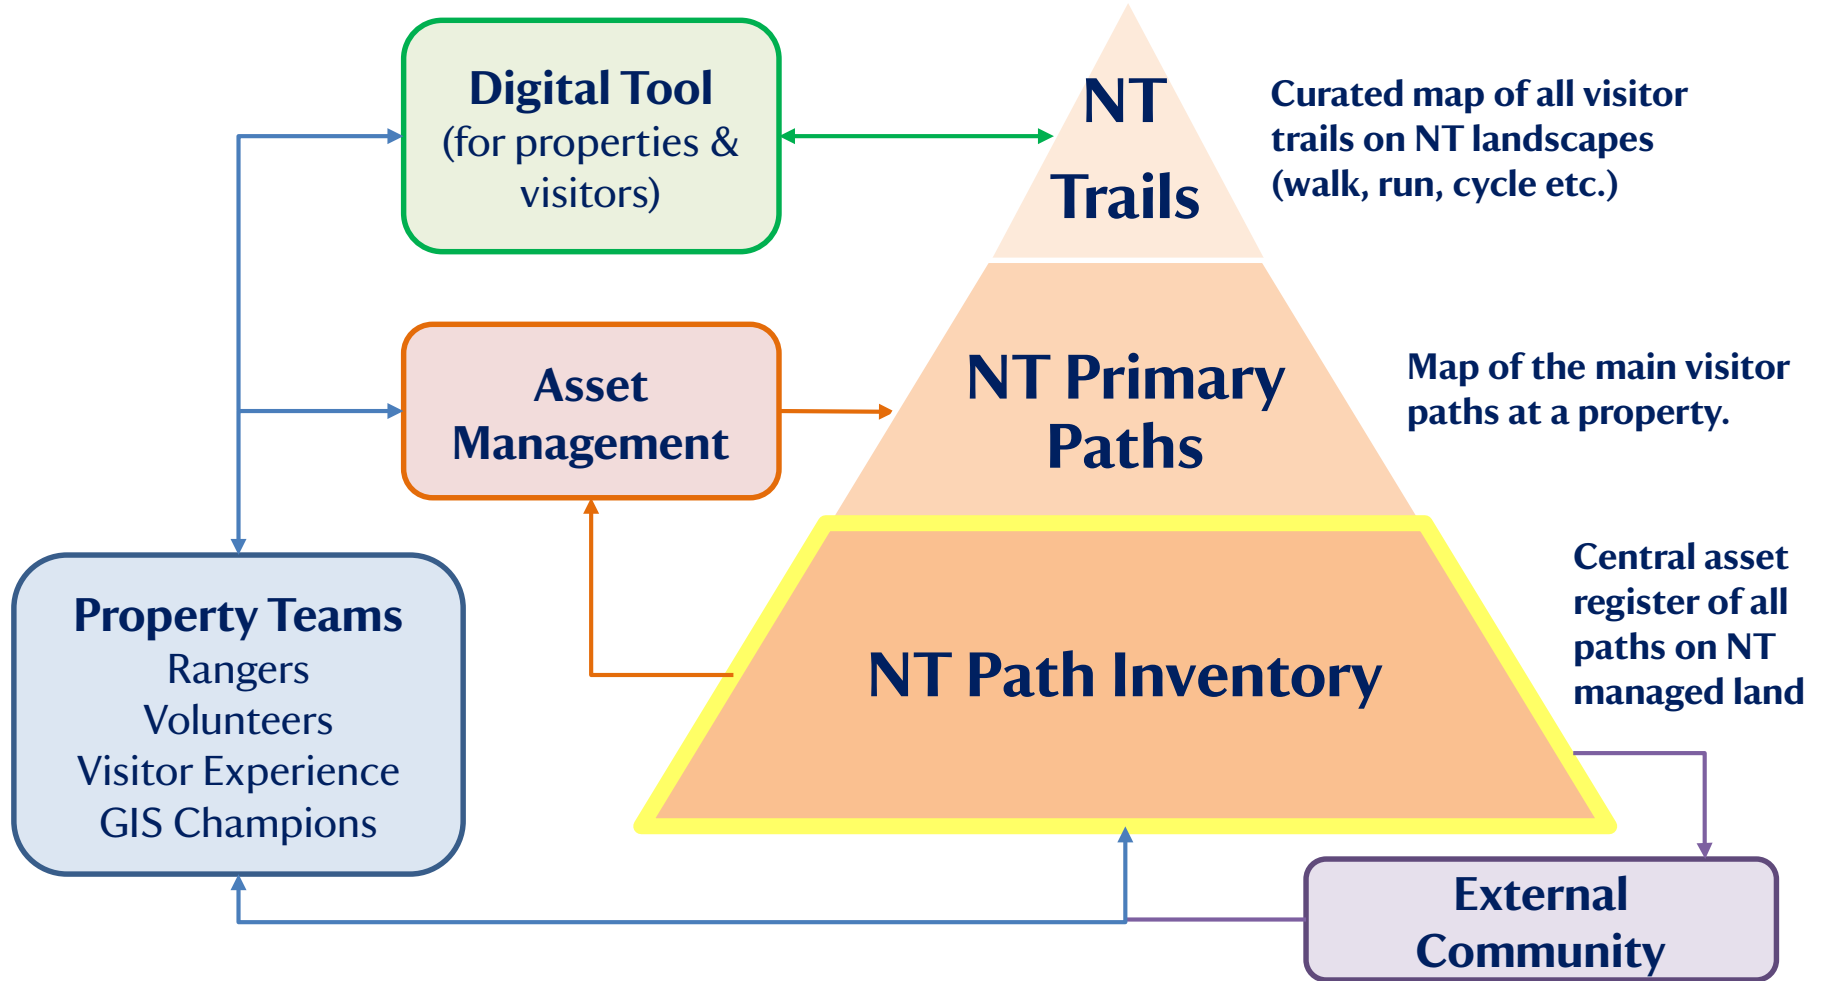 Digital Tool
(for properties &
visitors)
NT
Trails
Curated map of all visitor
trails on NT landscapes
(walk, run, cycle etc.)
Asset
Management
NT Primary
Paths
Map of the main visitor
paths at a property.
Property Teams
Rangers
Volunteers
Visitor Experience
GIS Champions
NT Path Inventory
Central asset
register of all
paths on NT
managed land
External
Community